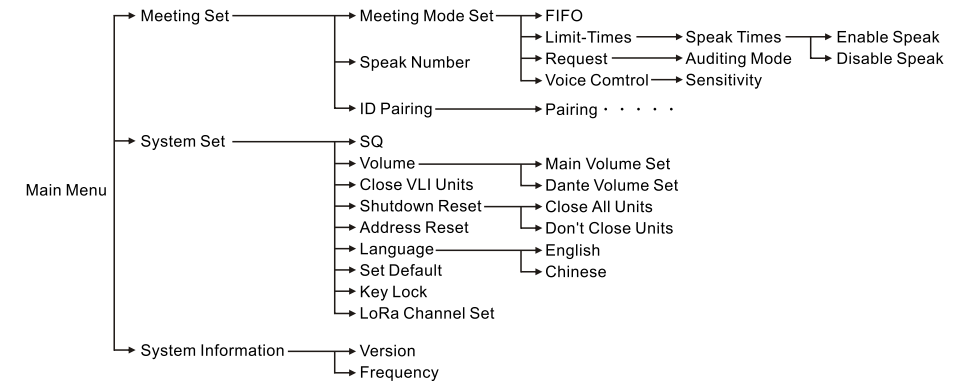 Meeting Set Meeting Mode Set FIFO
Limit-Times Speak Times Enable Speak
Speak Number Request Auditing Mode Disable Speak
Voice Comtrol Sensitivity
ID Pairing Pairing · · · · ·
System Set SQ
Volume Main Volume Set
Close VLI Units Dante Volume Set
Main Menu
Shutdown Reset Close All Units
Address Reset Don't Close Units
Language English
Set Default Chinese
Key Lock
LoRa Channel Set
System Information Version
Frequency